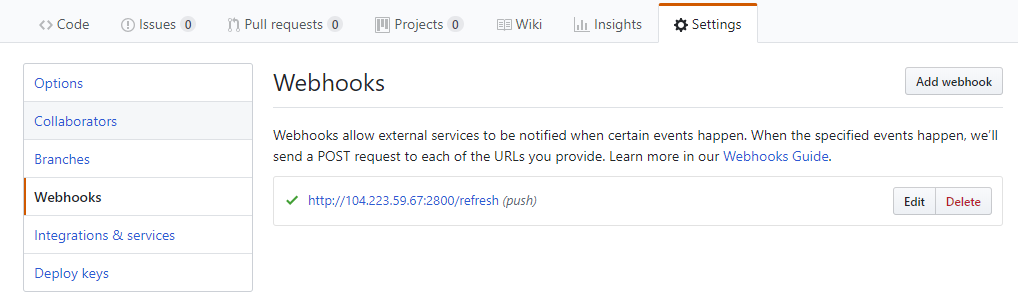 Code Issues 0 Pull requests 0 Projects 0 Wiki Insights Settings
Options
Collaborators
Branches
Webhooks
Integrations & services
Deploy keys
Webhooks Add webhook
Webhooks allow external services to be notified when certain events happen. When the specified events happen, we'll
send a POST request to each of the URLs you provide. Learn more in our Webhooks Guide.
http://104.223.59.67:2800/refresh (push) Edit Delete